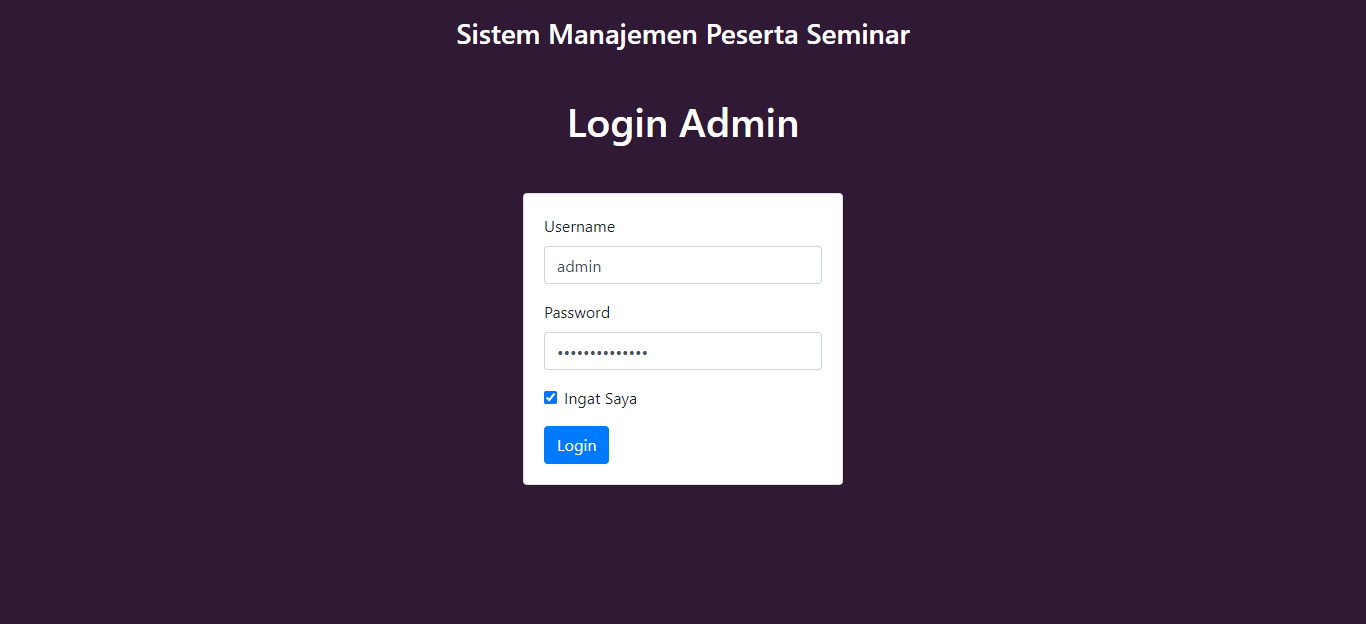 Sistem Manajemen Peserta Seminar
Login Admin
Username
admin
Password
••••••••••••••
Ingat Saya
Login